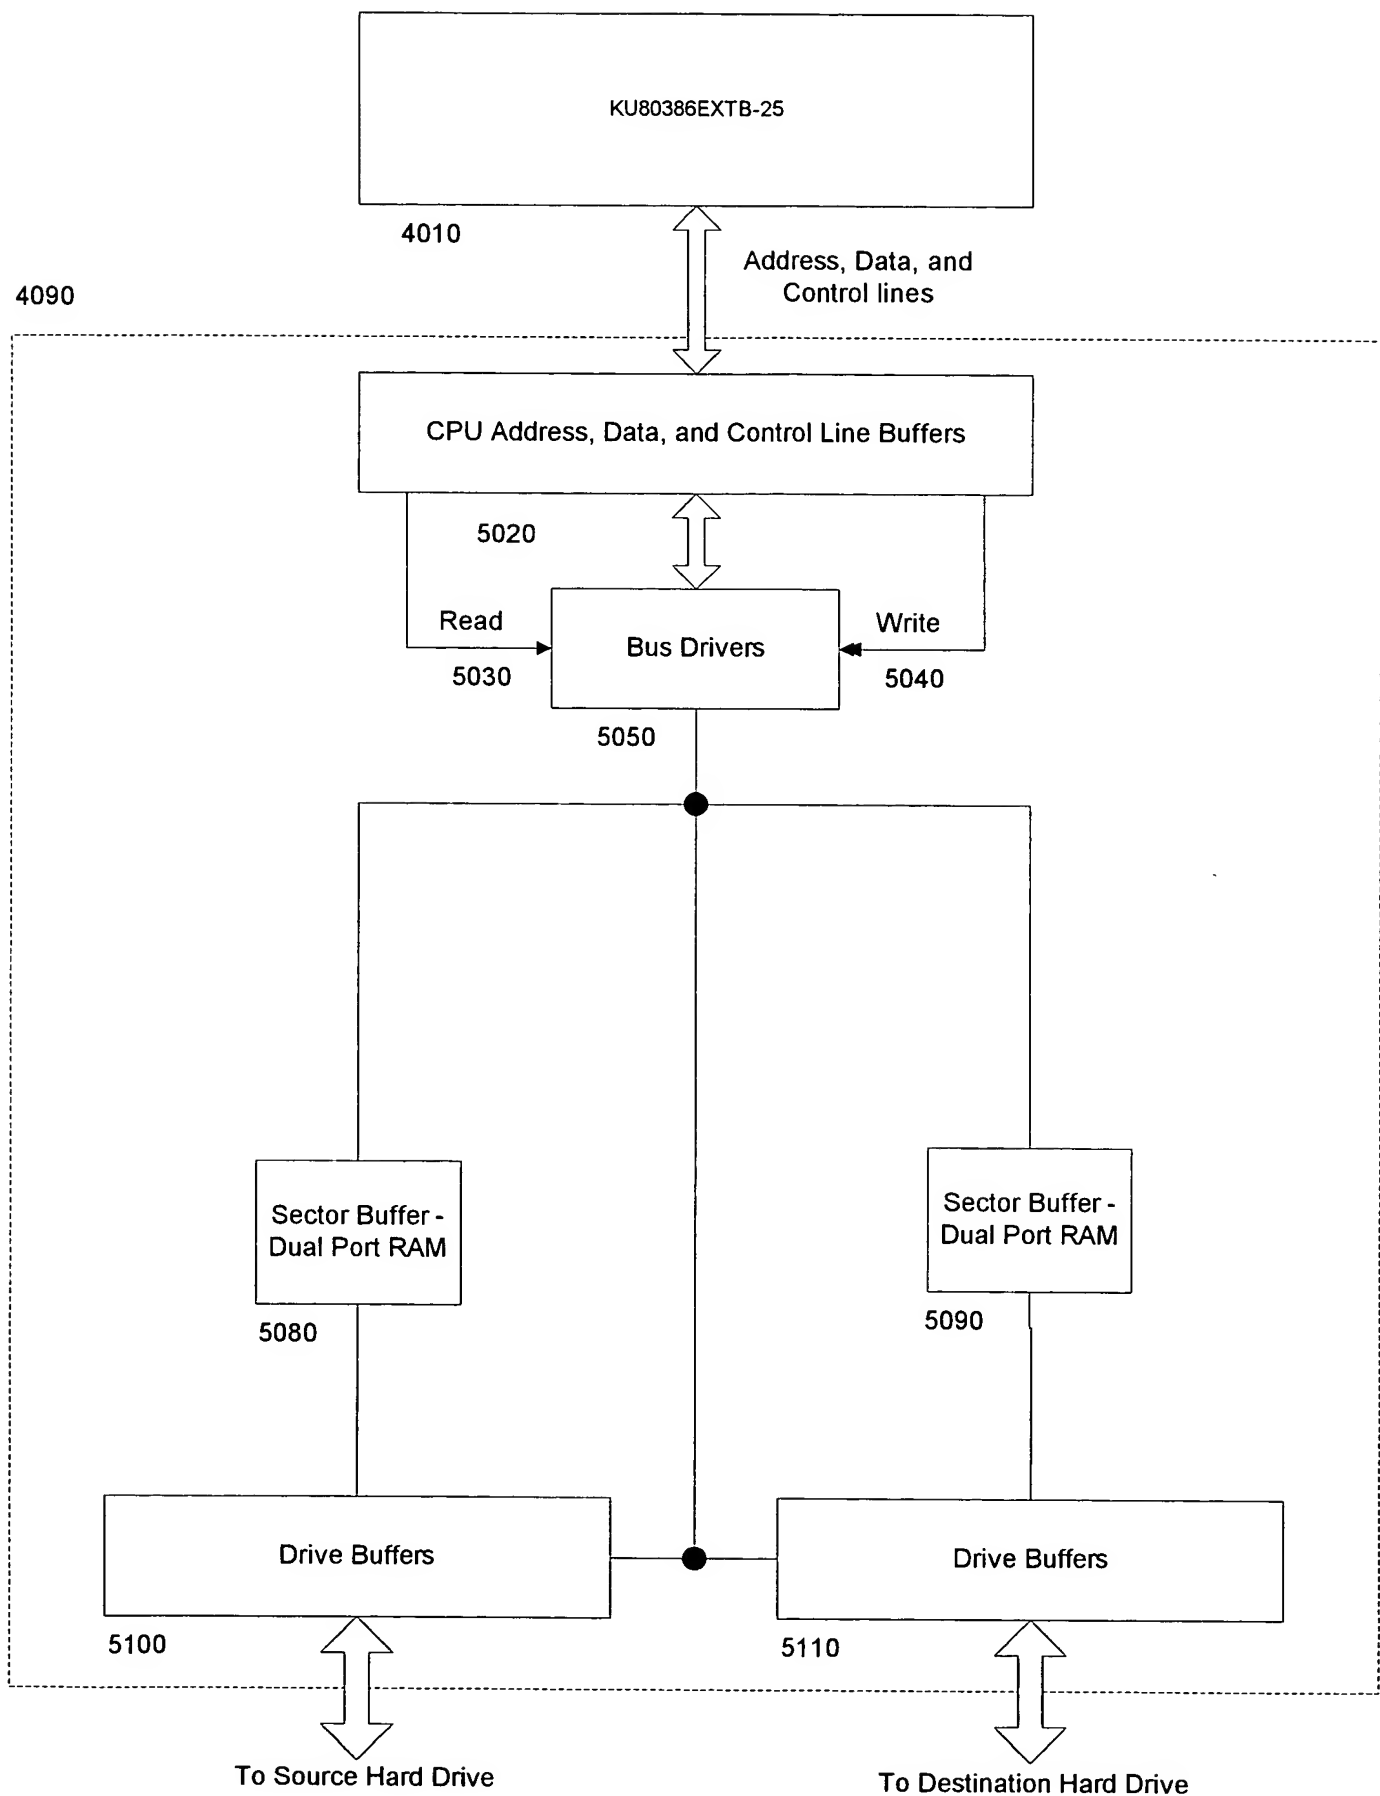 KU80386EXTB-25
4010
Address, Data, and
Control lines
4090
CPU Address, Data, and Control Line Buffers
5020
Read
5030
Bus Drivers
Write
5040
5050
Sector Buffer -
Dual Port RAM
5080
Sector Buffer -
Dual Port RAM
5090
Drive Buffers
5100
Drive Buffers
5110
To Source Hard Drive
To Destination Hard Drive